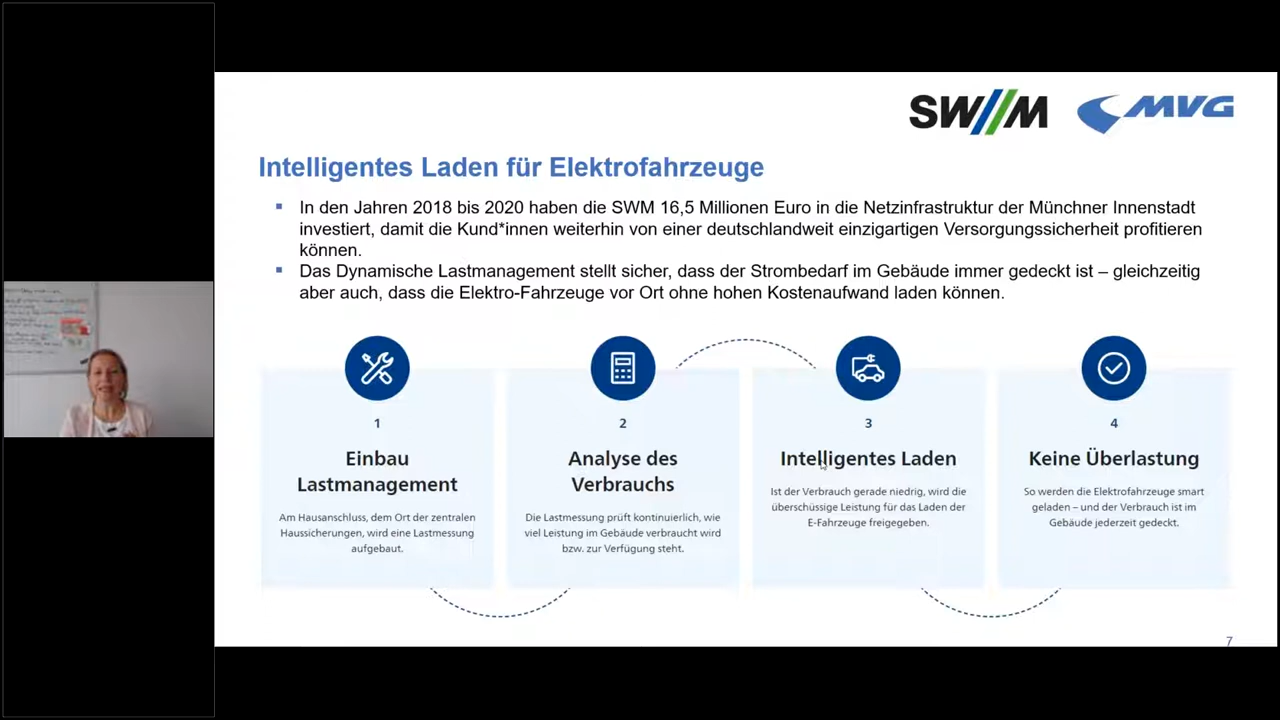 SW//M
MVG
Intelligentes Laden für Elektrofahrzeuge
In den Jahren 2018 bis 2020 haben die SWM 16,5 Millionen Euro in die Netzinfrastruktur der Münchner Innenstadt
investiert, damit die Kund*innen weiterhin von einer deutschlandweit einzigartigen Versorgungssicherheit profitieren
können.
Das Dynamische Lastmanagement stellt sicher, dass der Strombedarf im Gebäude immer gedeckt ist – gleichzeitig
aber auch, dass die Elektro-Fahrzeuge vor Ort ohne hohen Kostenaufwand laden können.
1
Einbau
Lastmanagement
Am Hausanschluss, dem Ort der zentralen
Haussicherungen, wird eine Lastmessung
aufgebaut.
2
Analyse des
Verbrauchs
Die Lastmessung prüft kontinuierlich, wie
viel Leistung im Gebäude verbraucht wird
bzw. zur Verfügung steht.
3
Intelligentes Laden
Ist der Verbrauch gerade niedrig, wird die
überschüssige Leistung für das Laden der
E-Fahrzeuge freigegeben.
4
Keine Überlastung
So werden die Elektrofahrzeuge smart
geladen – und der Verbrauch ist im
Gebäude jederzeit gedeckt.
7